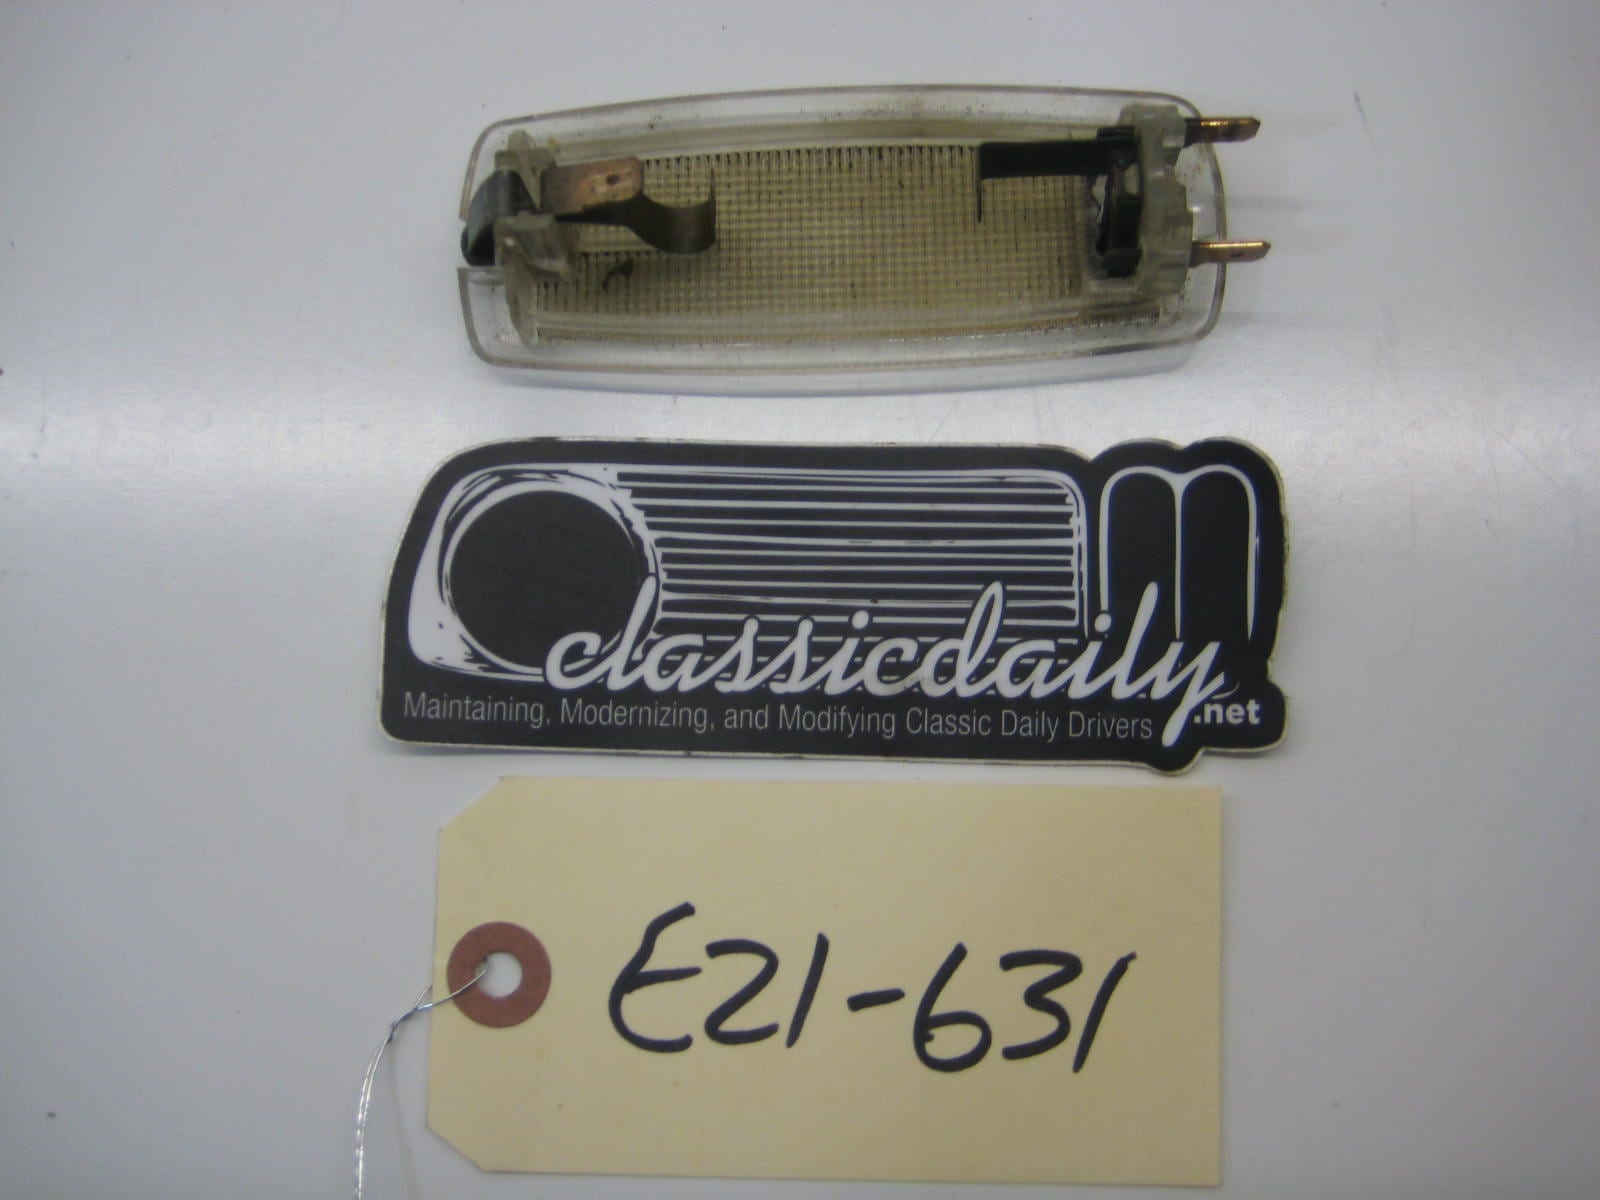 classicdaily.net
Maintaining, Modernizing, and Modifying Classic Daily Drivers
E21-631